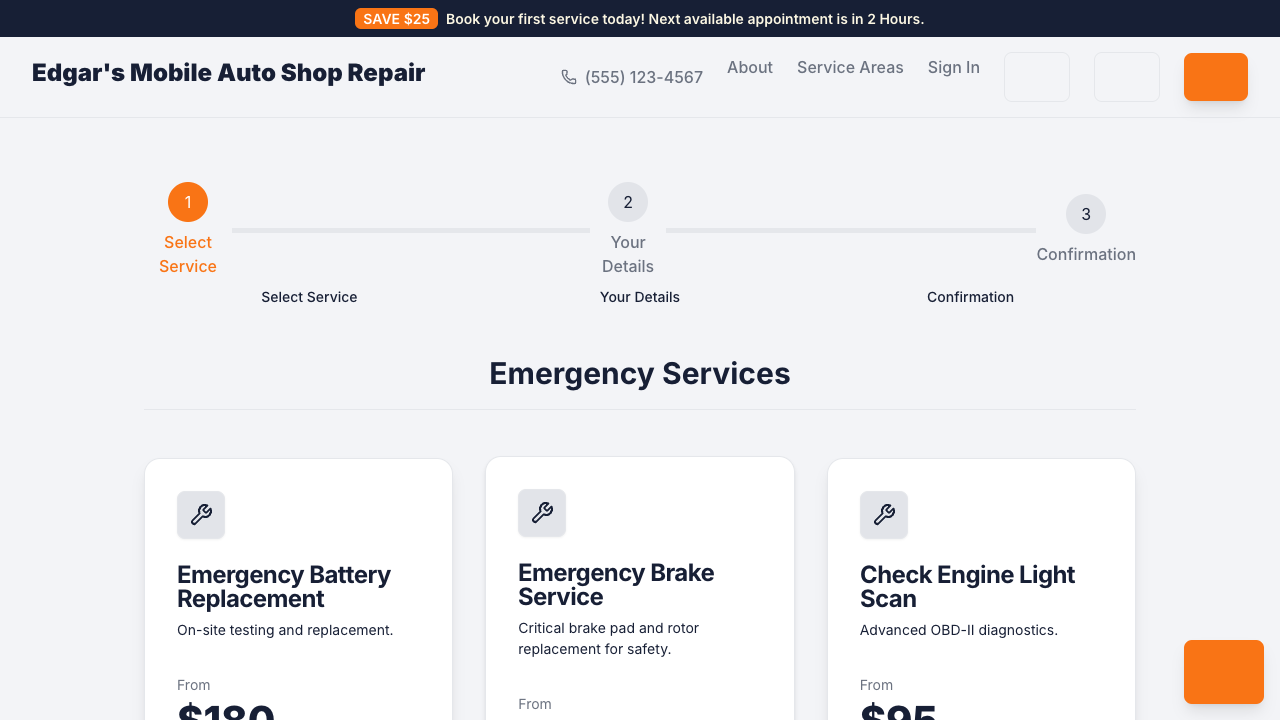 SAVE $25 Book your first service today! Next available appointment is in 2 Hours.
Edgar's Mobile Auto Shop Repair
(555) 123-4567
About
Service Areas
Sign In
1
Select
Service
2
Your
Details
3
Confirmation
Select Service
Your Details
Confirmation
Emergency Services
Emergency Battery
Replacement
On-site testing and replacement.
From
$180
Emergency Brake
Service
Critical brake pad and rotor
replacement for safety.
From
Check Engine Light
Scan
Advanced OBD-II diagnostics.
From
$95